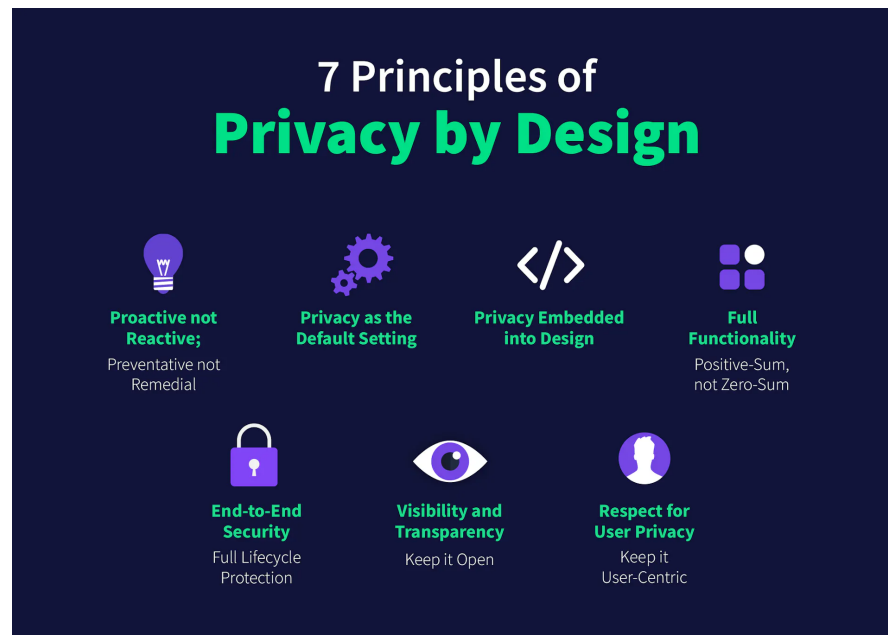 7 Principles of
Privacy by Design
</>
Proactive not
Reactive;
Preventative not
Remedial
Privacy as the
Default Setting
Privacy Embedded
into Design
Full
Functionality
Positive-Sum,
not Zero-Sum
End-to-End
Security
Full Lifecycle
Protection
Visibility and
Transparency
Keep it Open
Respect for
User Privacy
Keep it
User-Centric